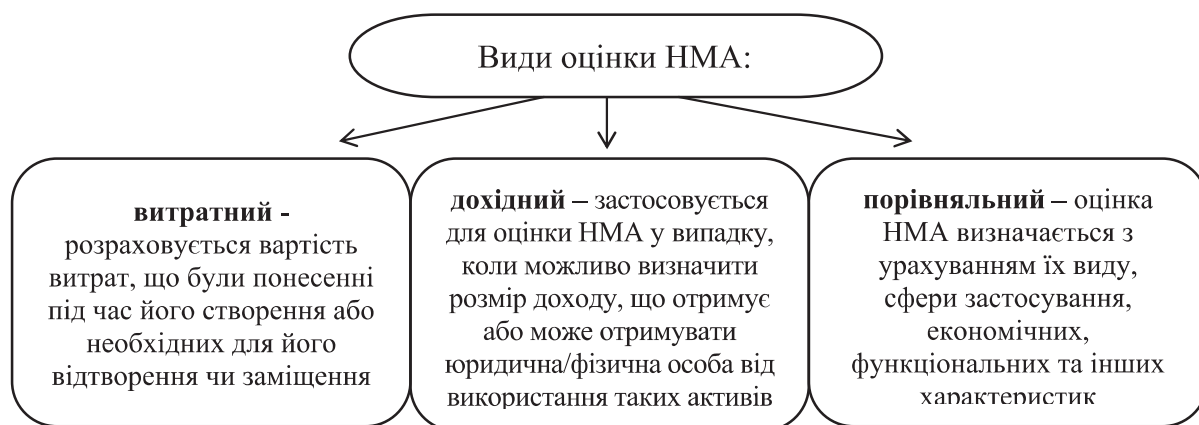 Види оцінки НМА:
витратний -
розраховується вартість
витрат, що були понесенні
під час його створення або
необхідних для його
відтворення чи заміщення
дохідний – застосовується
для оцінки НМА у випадку,
коли можливо визначити
розмір доходу, що отримує
або може отримувати
юридична/фізична особа від
використання таких активів
порівняльний – оцінка
НМА визначається з
урахуванням їх виду,
сфери застосування,
економічних,
функціональних та інших
характеристик